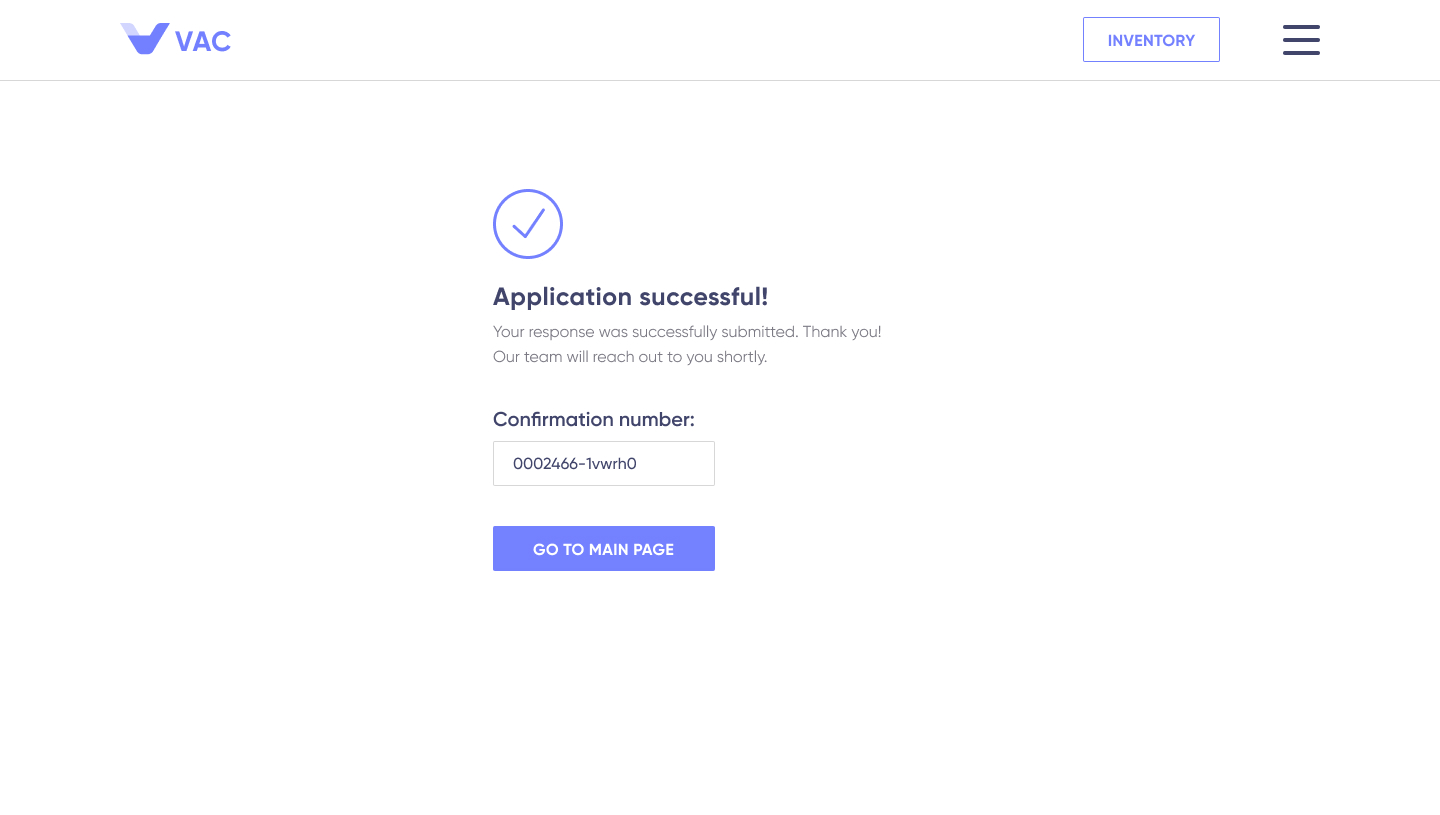 VAC
INVENTORY
Application successful!
Your response was successfully submitted. Thank you!
Our team will reach out to you shortly.
Confirmation number:
0002466-1vwrh0
GO TO MAIN PAGE